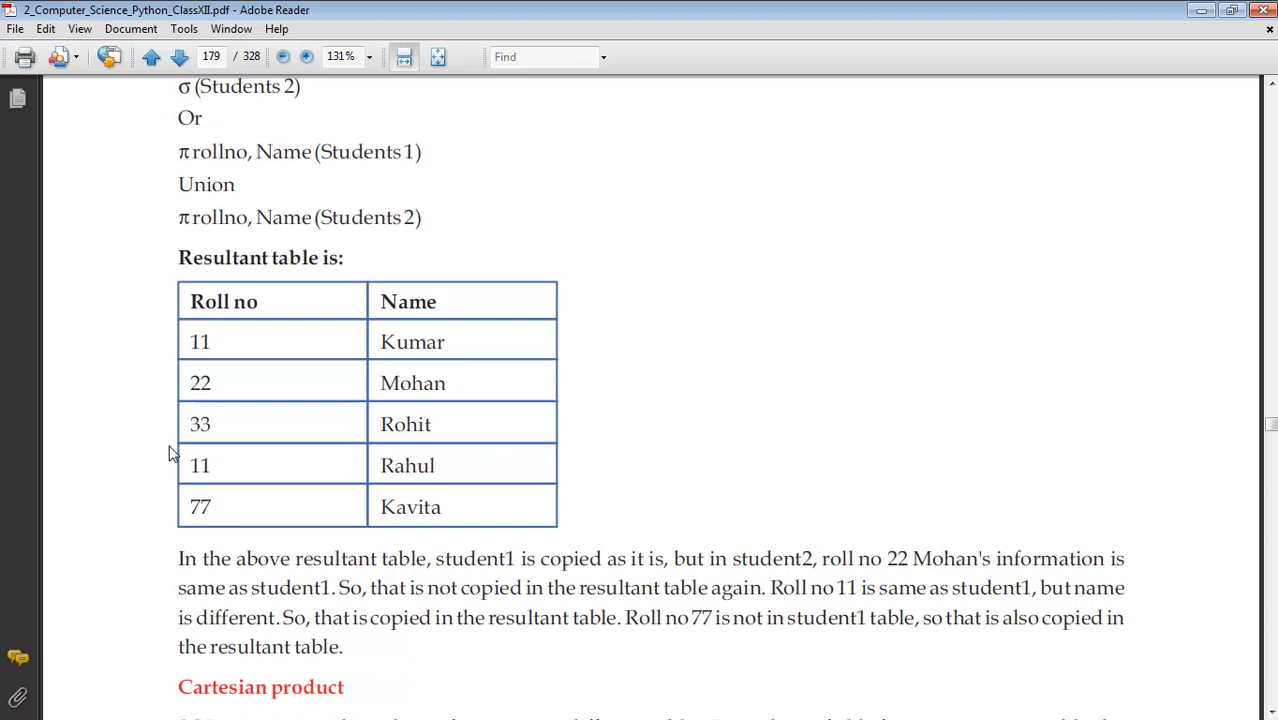 2_Computer_Science_Python_ClassXII.pdf - Adobe Reader
File Edit View Document Tools Window Help
179 / 328 131% Find
σ (Students 2)
Or
π rollno, Name (Students 1)
Union
π rollno, Name (Students 2)
Resultant table is:
Roll no Name
11 Kumar
22 Mohan
33 Rohit
11 Rahul
77 Kavita
In the above resultant table, student1 is copied as it is, but in student2, roll no 22 Mohan's information is
same as student1. So, that is not copied in the resultant table again. Roll no 11 is same as student1, but name
is different. So, that is copied in the resultant table. Roll no 77 is not in student1 table, so that is also copied in
the resultant table.
Cartesian product